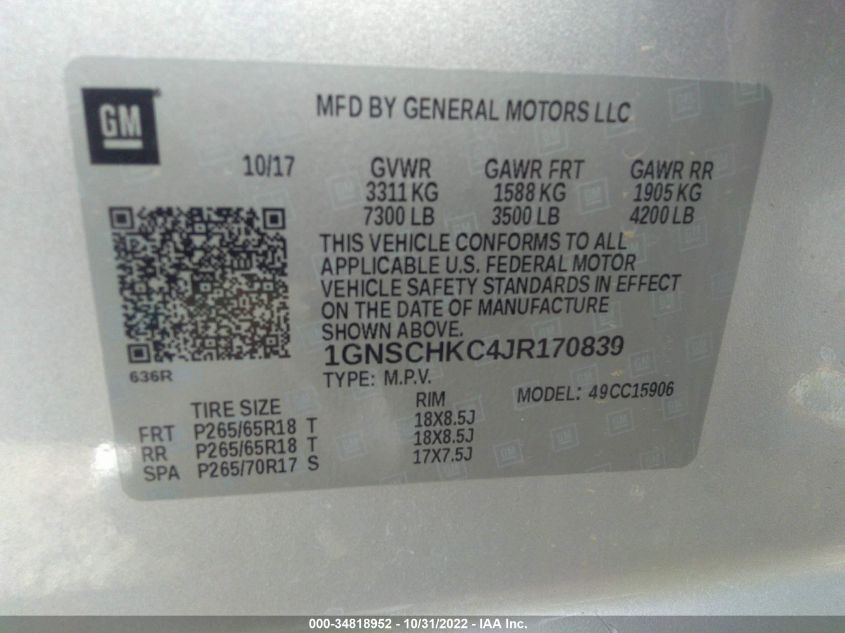 GM
MFD BY GENERAL MOTORS LLC
10/17 GVWR GAWR FRT GAWR RR
3311 KG 1588 KG 1905 KG
7300 LB 3500 LB 4200 LB
THIS VEHICLE CONFORMS TO ALL
APPLICABLE U.S. FEDERAL MOTOR
VEHICLE SAFETY STANDARDS IN EFFECT
ON THE DATE OF MANUFACTURE
SHOWN ABOVE.
1GNSCHKC4JR170839
636R
TYPE: M.P.V. MODEL: 49CC15906
TIRE SIZE RIM
FRT P265/65R18 T 18X8.5J
RR P265/65R18 T 18X8.5J
SPA P265/70R17 S 17X7.5J
000-34818952 - 10/31/2022 - IAA Inc.